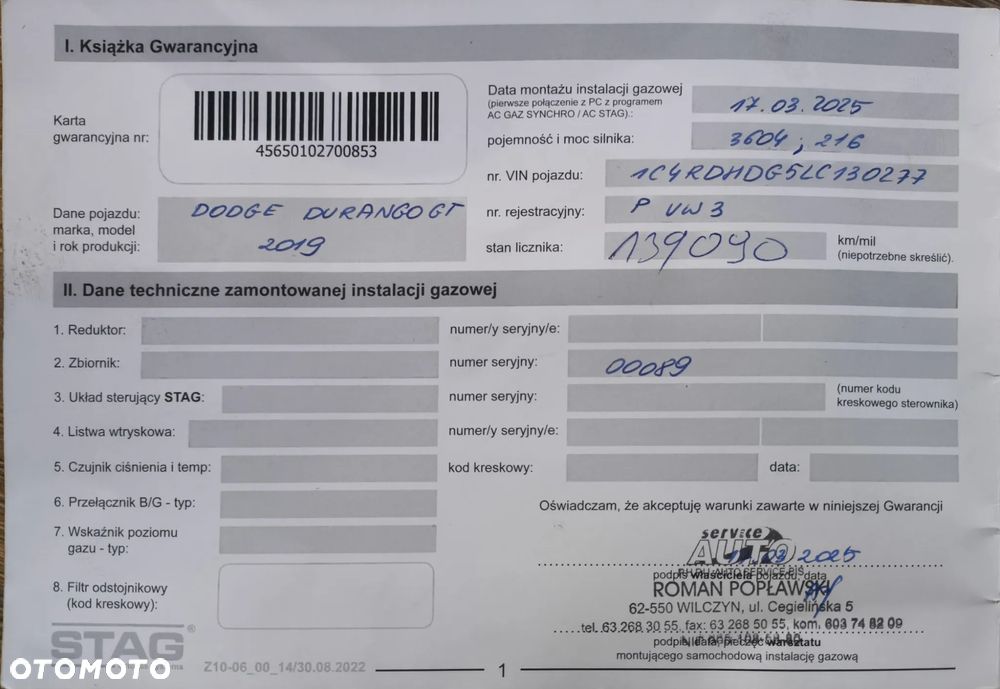 I. Książka Gwarancyjna
Karta
gwarancyjna nr:
45650102700853
Data montażu instalacji gazowej
(pierwsze połączenie z PC z programem
AC GAZ SYNCHRO / AC STAG).:
17.03.2025
pojemność i moc silnika:
3604 ; 216
nr. VIN pojazdu:
1C4RDHDG5LC130277
Dane pojazdu:
marka, model
i rok produkcji:
DODGE DURANGO GT
2019
nr. rejestracyjny:
P UW3
stan licznika:
139090
km/mil
(niepotrzebne skreślić).
II. Dane techniczne zamontowanej instalacji gazowej
1. Reduktor:
numer/y seryjny/e:
2. Zbiornik:
numer seryjny:
00089
3. Układ sterujący STAG:
numer seryjny:
(numer kodu
kreskowego sterownika)
4. Listwa wtryskowa:
numer/y seryjny/e:
5. Czujnik ciśnienia i temp:
kod kreskowy:
data:
6. Przełącznik B/G - typ:
7. Wskaźnik poziomu
gazu - typ:
8. Filtr odstojnikowy
(kod kreskowy):
Oświadczam, że akceptuję warunki zawarte w niniejszej Gwarancji
service
AUTO
17.03 2025
podpis właściciela pojazdu, data
ROMAN POPŁAWSKI
62-550 WILCZYN, ul. Cegielińska 5
tel. 63 268 30 55, fax: 63 268 50 55, kom. 603 74 82 09
podpis, data, pieczęć warsztatu
montującego samochodową instalację gazową
STAG
OTOMOTO
Z10-06_00_14/30.08.2022
1